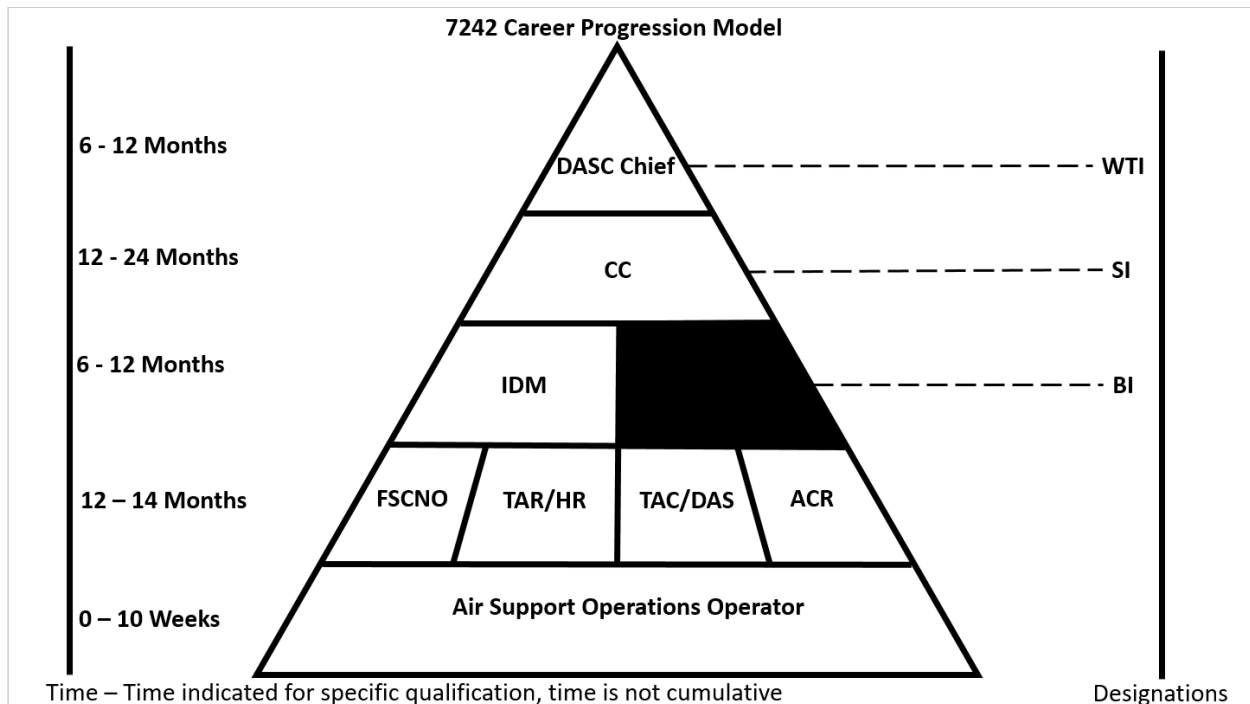 7242 Career Progression Model
6 - 12 Months
DASC Chief
WTI
12 - 24 Months
CC
SI
6 - 12 Months
IDM
BI
12 – 14 Months
FSCNO
TAR/HR
TAC/DAS
ACR
0 – 10 Weeks
Air Support Operations Operator
Time – Time indicated for specific qualification, time is not cumulative
Designations